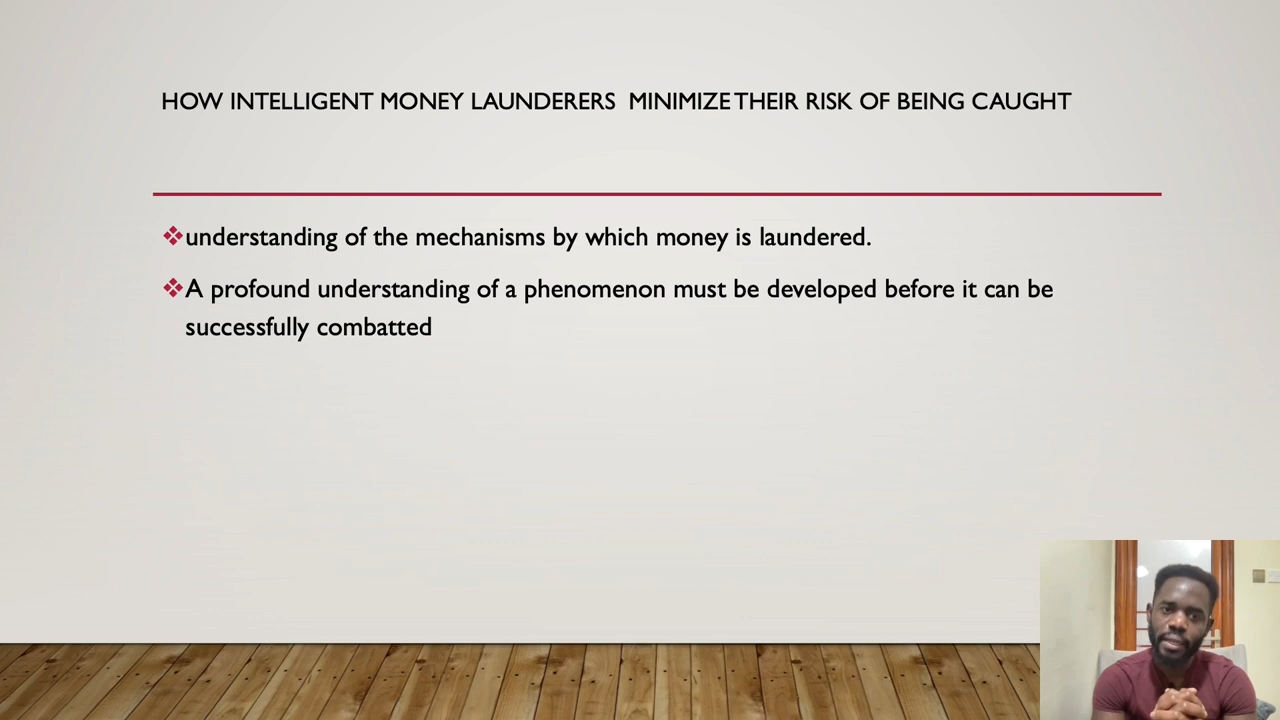 HOW INTELLIGENT MONEY LAUNDERERS MINIMIZE THEIR RISK OF BEING CAUGHT
❖understanding of the mechanisms by which money is laundered.
❖A profound understanding of a phenomenon must be developed before it can be
successfully combatted